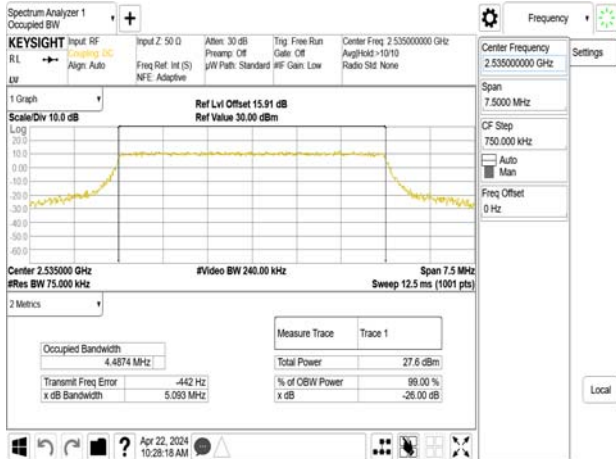 Spectrum Analyzer 1
Occupied BW
+
Frequency
KEYSIGHT
Input: RF
Coupling: DC
Align: Auto
Input Z: 50 Ω
Freq Ref: Int (S)
NFE: Adaptive
Atten: 30 dB
Preamp: Off
µW Path: Standard
Trig: Free Run
Gate: Off
#IF Gain: Low
Center Freq: 2.535000000 GHz
Avg|Hold:>10/10
Radio Std: None
RL
Center Frequency
2.535000000 GHz
Settings
Span
7.5000 MHz
CF Step
750.000 kHz
Auto
Man
Freq Offset
0 Hz
Local
1 Graph
Scale/Div 10.0 dB
Ref Lvl Offset 15.91 dB
Ref Value 30.00 dBm
Log
20.0
10.0
0.00
-10.0
-20.0
-30.0
-40.0
-50.0
-60.0
Center 2.535000 GHz
#Video BW 240.00 kHz
Span 7.5 MHz
#Res BW 75.000 kHz
Sweep 12.5 ms (1001 pts)
2 Metrics
Measure Trace
Trace 1
Occupied Bandwidth
4.4874 MHz
Total Power
27.6 dBm
Transmit Freq Error
-442 Hz
% of OBW Power
99.00 %
x dB Bandwidth
5.093 MHz
x dB
-26.00 dB
?
Apr 22, 2024
10:28:18 AM